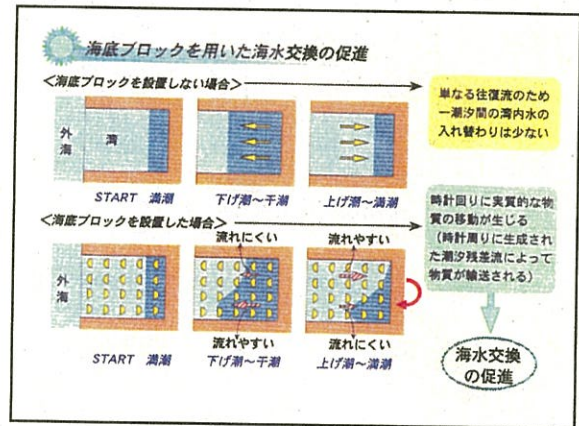 海底ブロックを用いた海水交換の促進
<海底ブロックを設置しない場合>
単なる往復流のため
一潮汐間の湾内水の
入れ替わりは少ない
外海
湾
START 満潮
下げ潮~干潮
上げ潮~満潮
<海底ブロックを設置した場合>
流れにくい
流れやすい
外海
流れやすい
流れにくい
START 満潮
下げ潮~干潮
上げ潮~満潮
時計回りに実質的な物
質の移動が生じる
(時計周りに生成され
た潮汐残差流によって
物質が輸送される)
海水交換
の促進